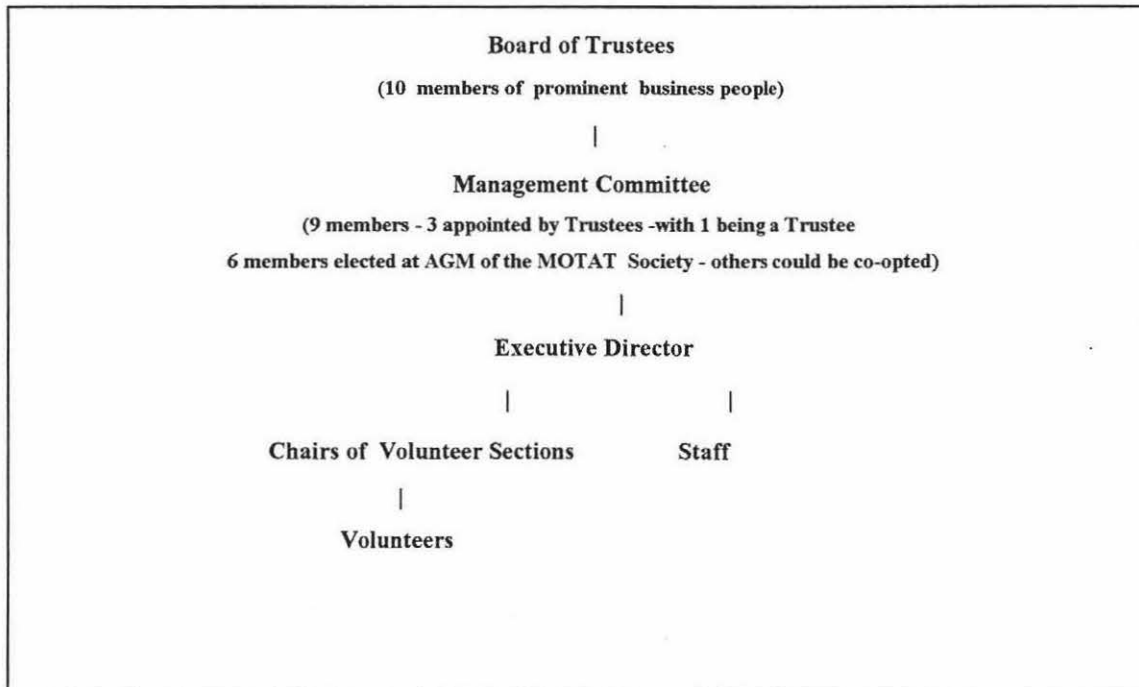 Board of Trustees
(10 members of prominent business people)
|
Management Committee
(9 members - 3 appointed by Trustees -with 1 being a Trustee
6 members elected at AGM of the MOTAT Society - others could be co-opted)
|
Executive Director
| |
Chairs of Volunteer Sections Staff
|
Volunteers